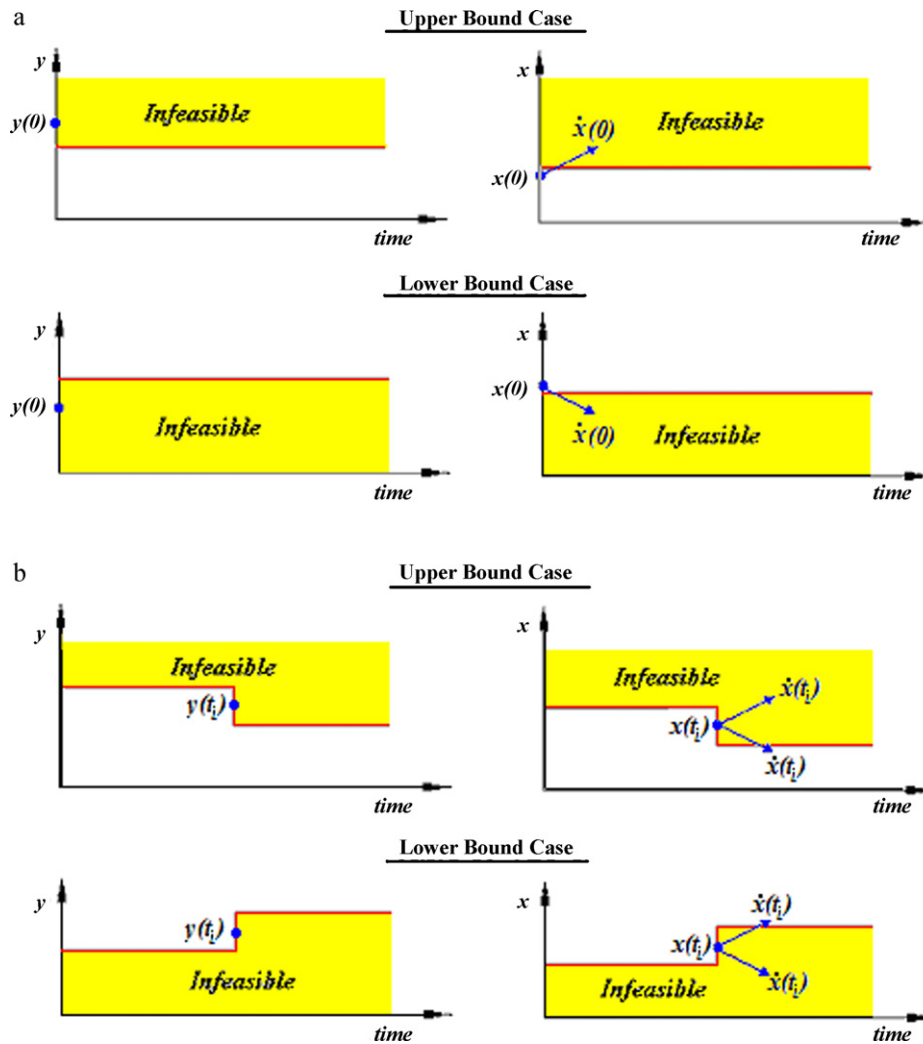 a
Upper Bound Case
y
Infeasible
y(0)
time
x
Infeasible
ẋ(0)
x(0)
time
Lower Bound Case
y
y(0)
Infeasible
time
x
x(0)
ẋ(0)
Infeasible
time
b
Upper Bound Case
y
Infeasible
y(tᵢ)
time
x
Infeasible
ẋ(tᵢ)
x(tᵢ)
ẋ(tᵢ)
time
Lower Bound Case
y
y(tᵢ)
Infeasible
time
x
ẋ(tᵢ)
x(tᵢ)
ẋ(tᵢ)
Infeasible
time